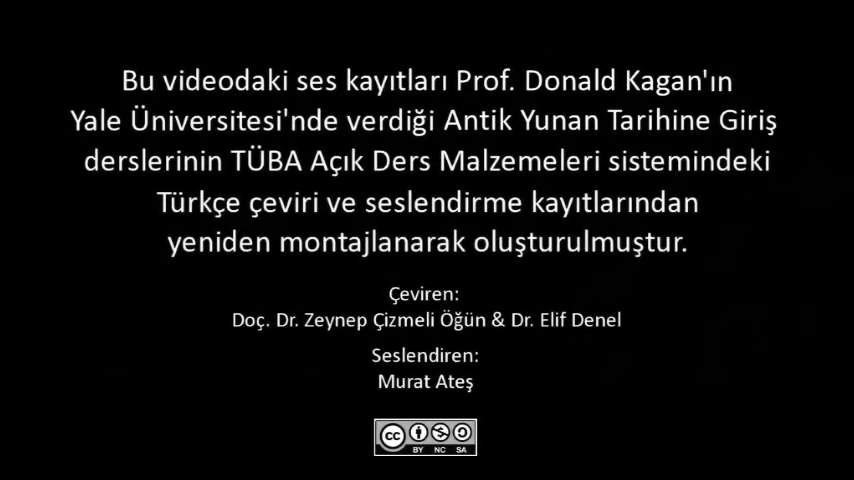 Bu videodaki ses kayıtları Prof. Donald Kagan'ın
Yale Üniversitesi'nde verdiği Antik Yunan Tarihine Giriş
derslerinin TÜBA Açık Ders Malzemeleri sistemindeki
Türkçe çeviri ve seslendirme kayıtlarından
yeniden montajlanarak oluşturulmuştur.
Çeviren:
Doç. Dr. Zeynep Çizmeli Öğün & Dr. Elif Denel
Seslendiren:
Murat Ateş
cc BY NC SA